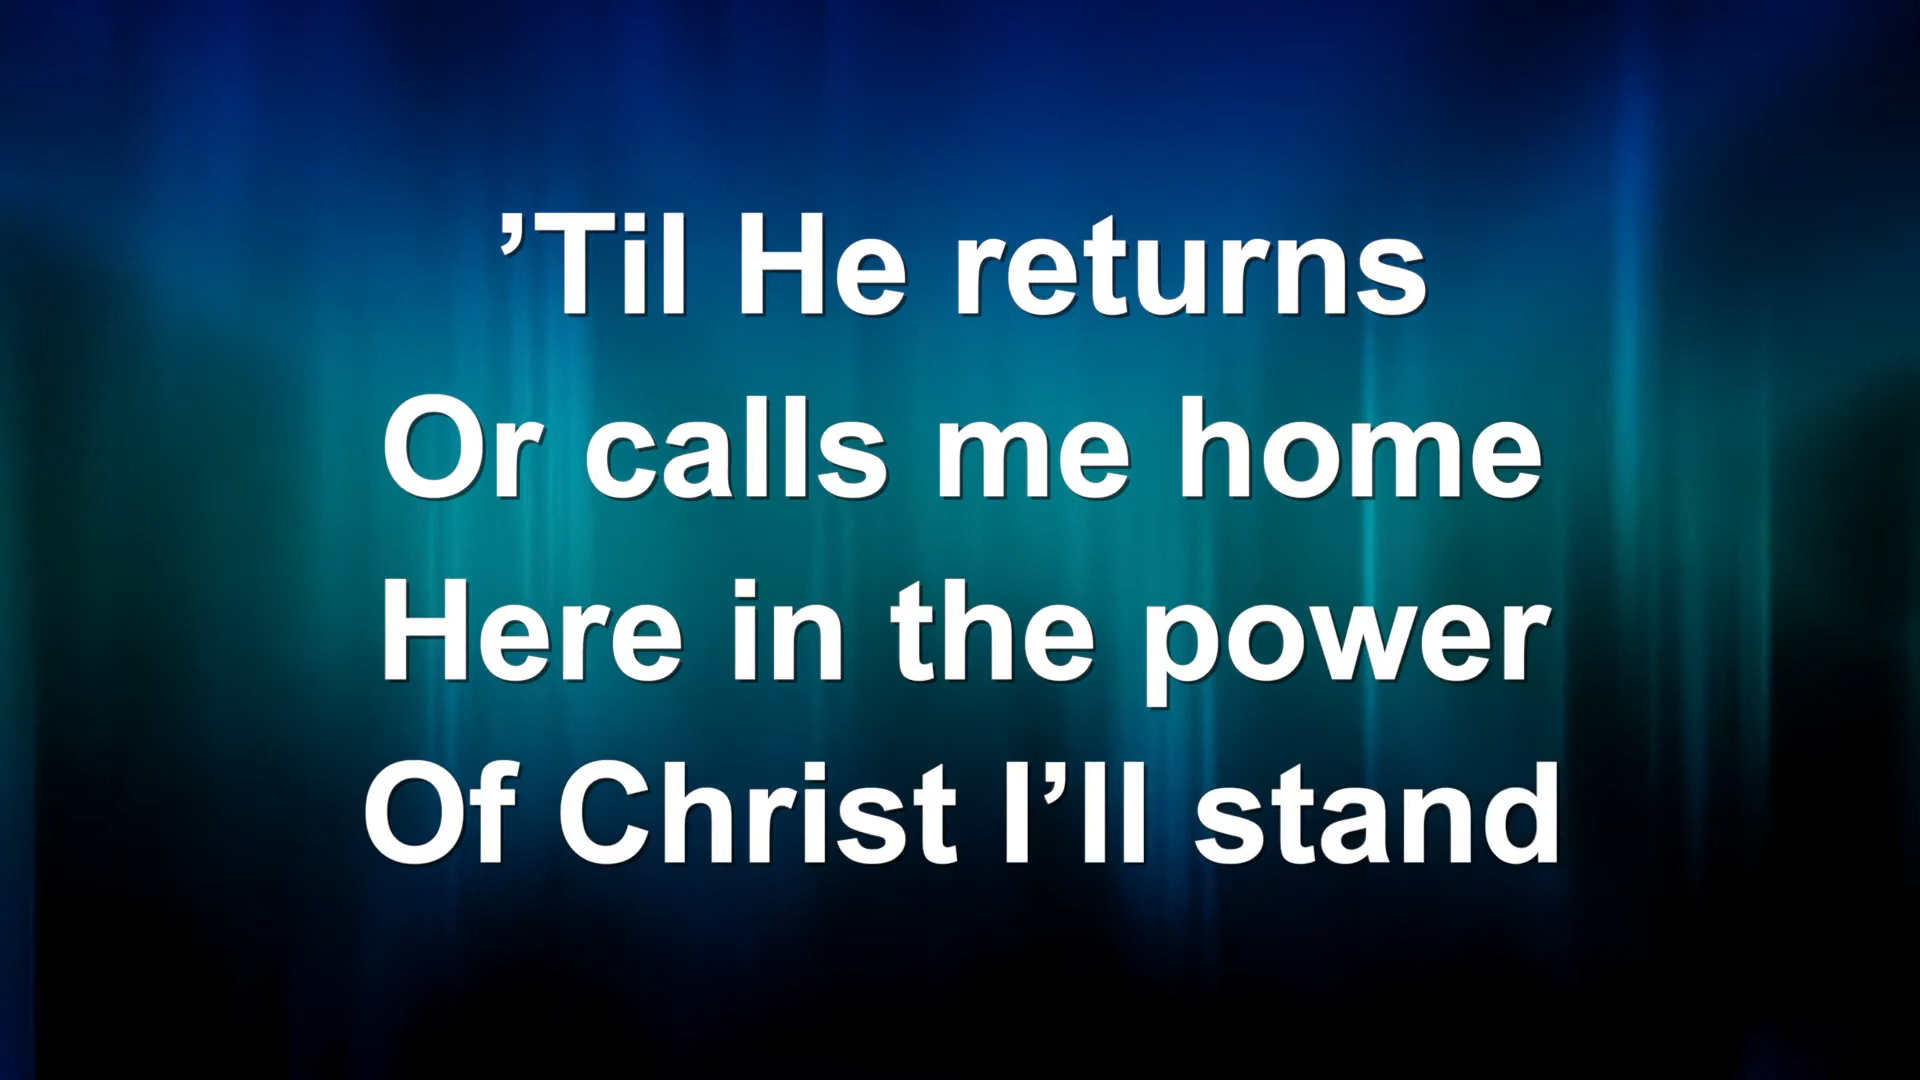 ’Til He returns
Or calls me home
Here in the power
Of Christ I’ll stand